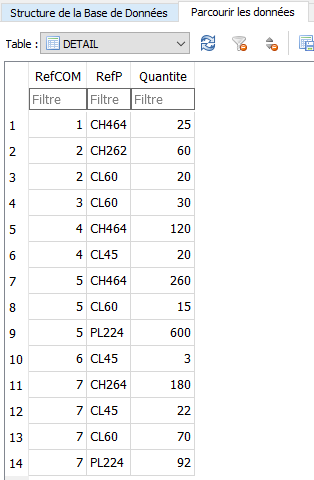 Structure de la Base de Données Parcourir les données
Table : DETAIL
RefCOM RefP Quantite
Filtre Filtre Filtre
1 1 CH464 25
2 2 CH262 60
3 2 CL60 20
4 3 CL60 30
5 4 CH464 120
6 4 CL45 20
7 5 CH464 260
8 5 CL60 15
9 5 PL224 600
10 6 CL45 3
11 7 CH264 180
12 7 CL45 22
13 7 CL60 70
14 7 PL224 92